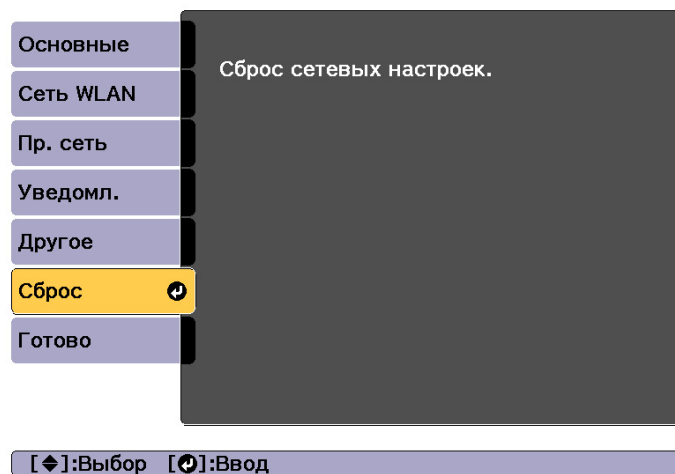 Основные
Сеть WLAN
Пр. сеть
Уведомл.
Другое
Сброс
Готово
Сброс сетевых настроек.
[◆]:Выбор [⏎]:Ввод